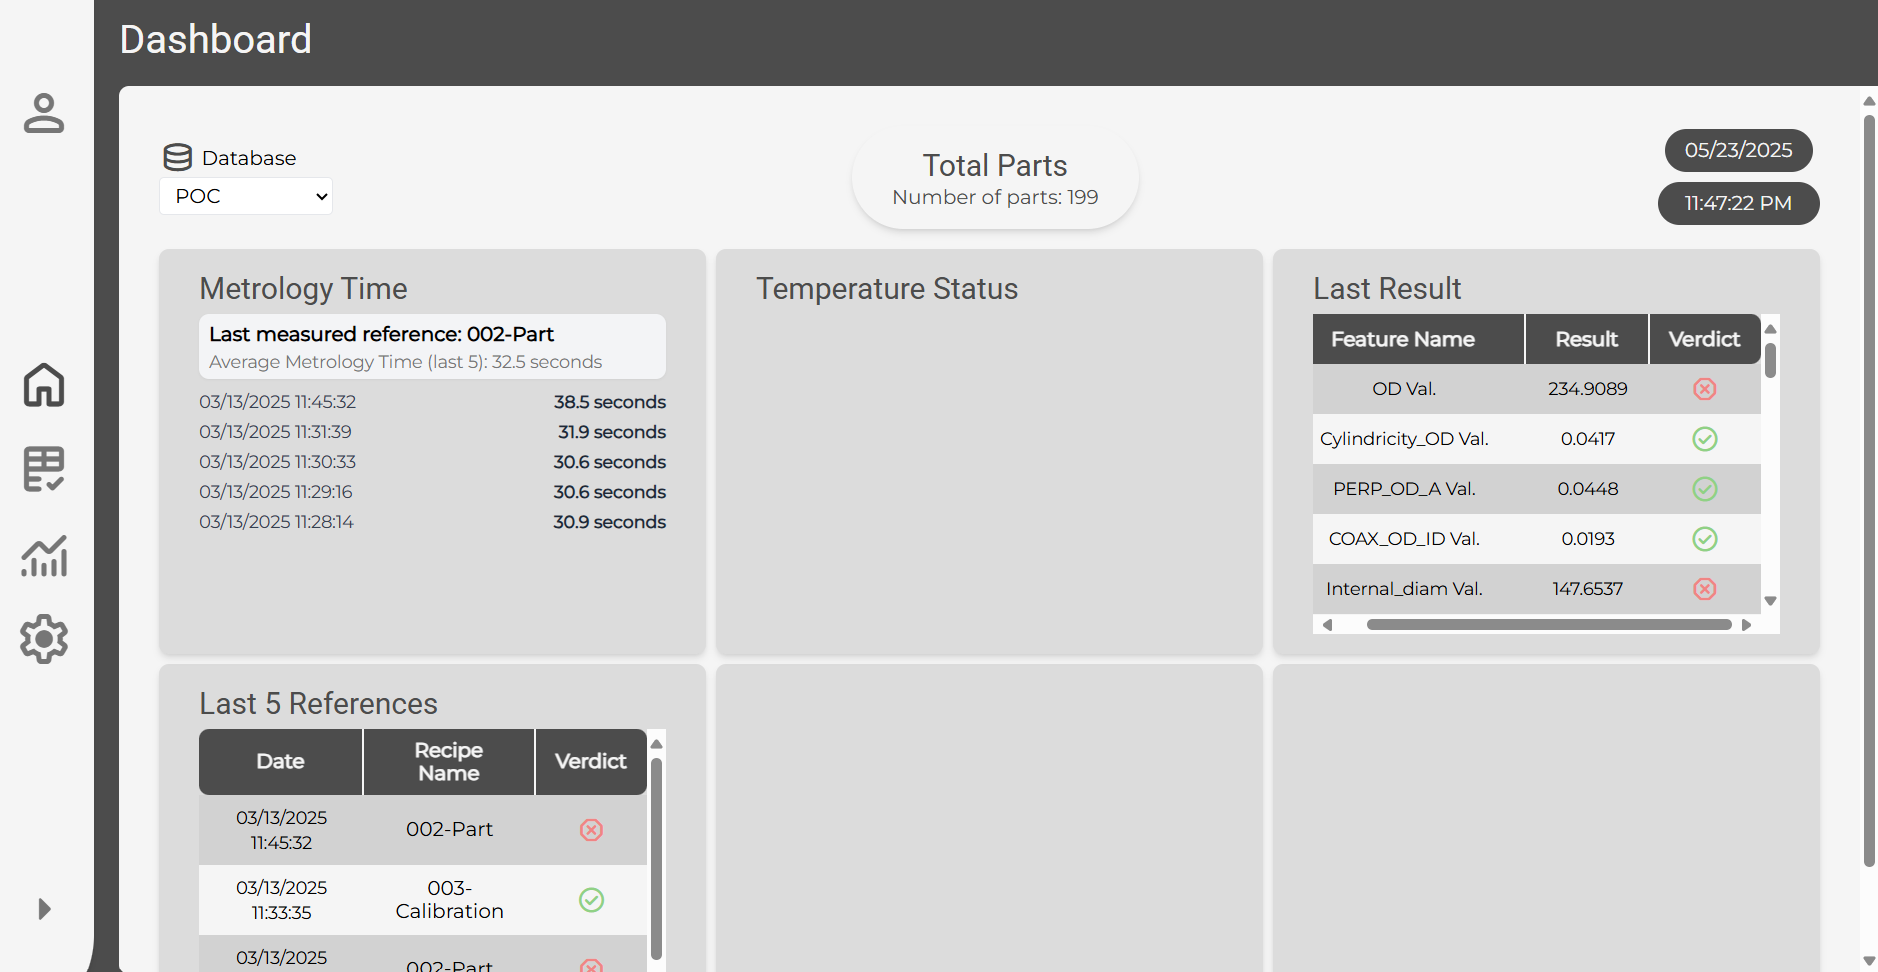 Dashboard
Database
POC
Total Parts
Number of parts: 199
05/23/2025
11:47:22 PM
Metrology Time
Last measured reference: 002-Part
Average Metrology Time (last 5): 32.5 seconds
03/13/2025 11:45:32 38.5 seconds
03/13/2025 11:31:39 31.9 seconds
03/13/2025 11:30:33 30.6 seconds
03/13/2025 11:29:16 30.6 seconds
03/13/2025 11:28:14 30.9 seconds
Temperature Status
Last Result
Feature Name Result Verdict
OD Val. 234.9089
Cylindricity_OD Val. 0.0417
PERP_OD_A Val. 0.0448
COAX_OD_ID Val. 0.0193
Internal_diam Val. 147.6537
Last 5 References
Date Recipe Name Verdict
03/13/2025
11:45:32
002-Part
03/13/2025
11:33:35
003-
Calibration
03/13/2025
002-Part